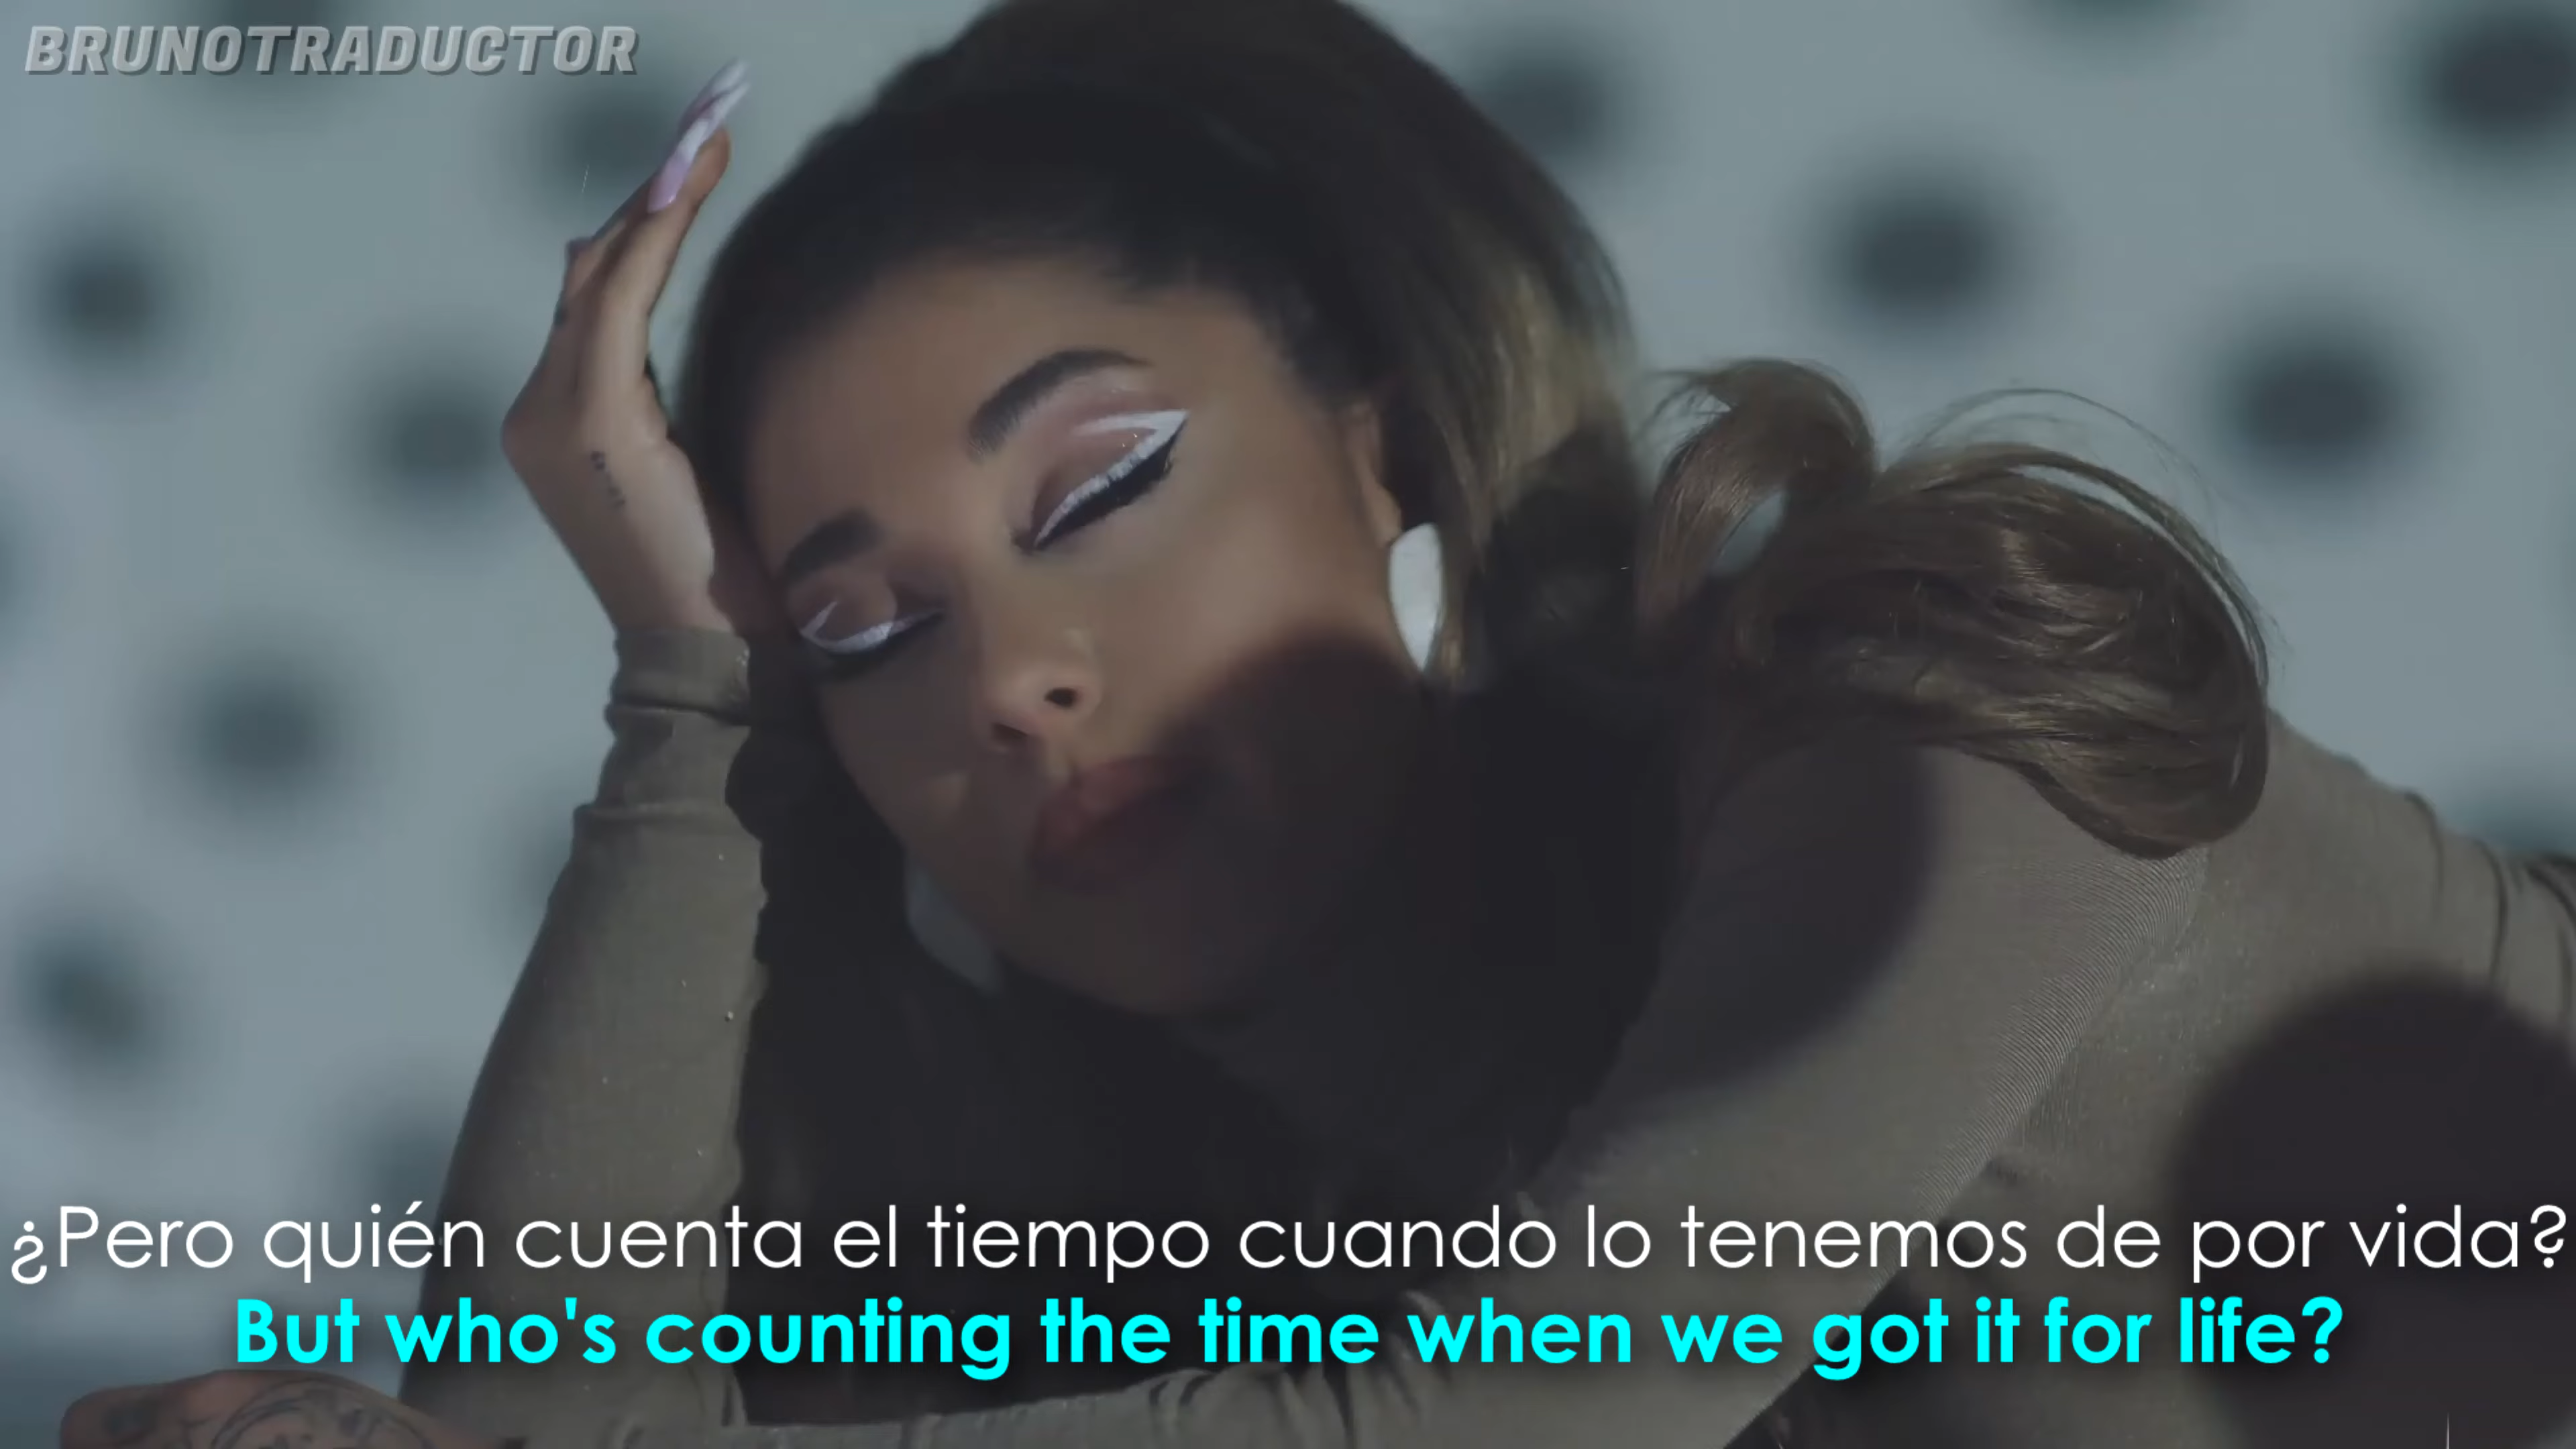 BRUNOTRADUCTOR
¿Pero quién cuenta el tiempo cuando lo tenemos de por vida?
But who's counting the time when we got it for life?